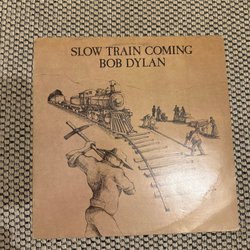 SLOW TRAIN COMING
BOB DYLAN